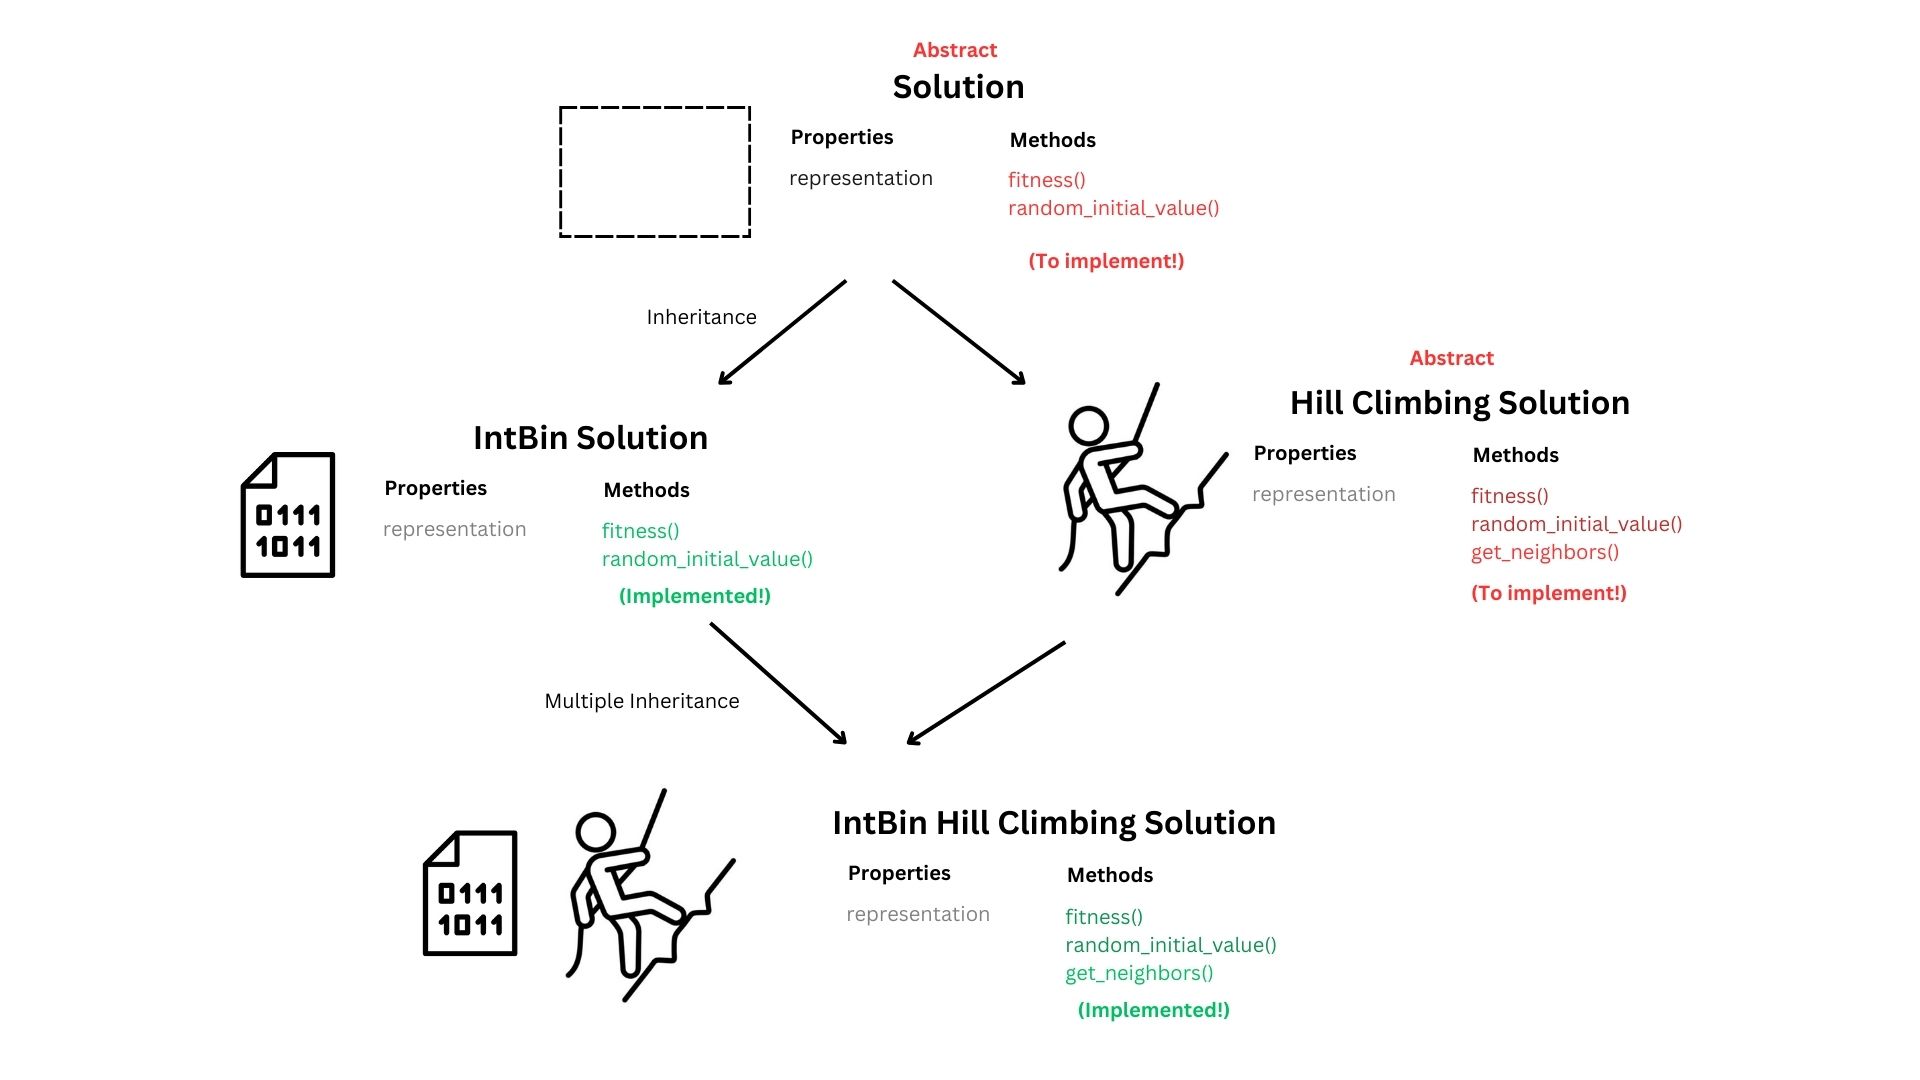 Abstract
Solution
Properties
Methods
representation
fitness()
random_initial_value()
(To implement!)
Inheritance
Abstract
Hill Climbing Solution
Properties
Methods
representation
fitness()
random_initial_value()
get_neighbors()
(To implement!)
IntBin Solution
0111
1011
Properties
Methods
representation
fitness()
random_initial_value()
(Implemented!)
Multiple Inheritance
IntBin Hill Climbing Solution
0111
1011
Properties
Methods
representation
fitness()
random_initial_value()
get_neighbors()
(Implemented!)